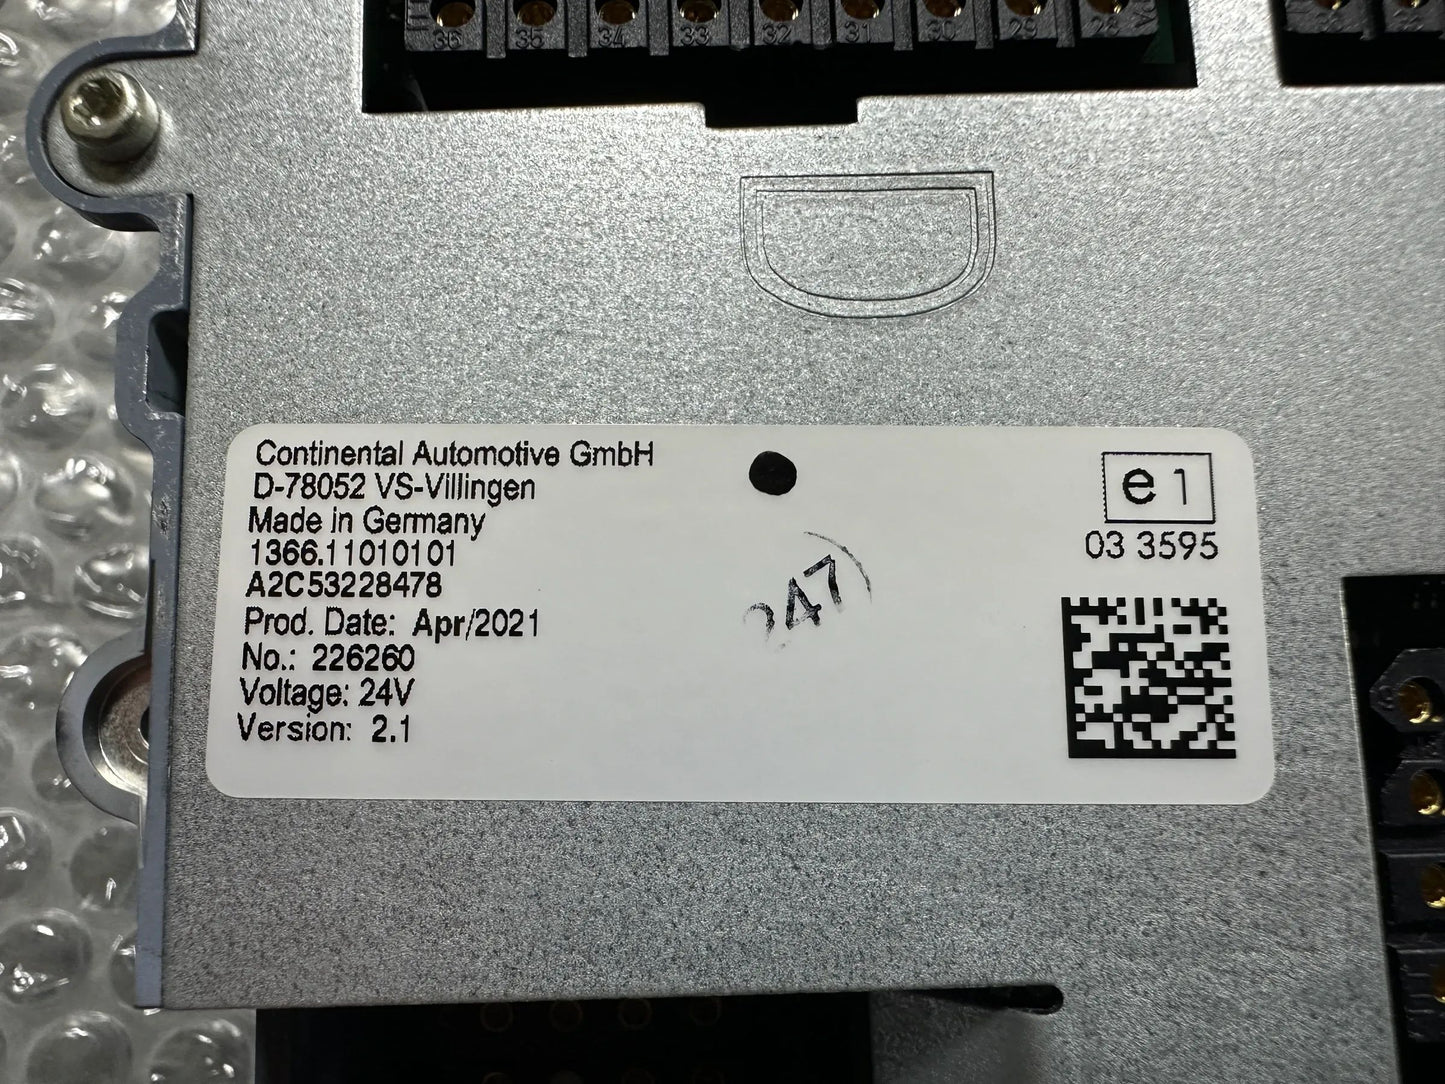 36 35 34 33 32 31 30 29 28
Continental Automotive GmbH
D-78052 VS-Villingen
Made in Germany
1366.11010101
A2C53228478
Prod. Date: Apr/2021
No.: 226260
Voltage: 24V
Version: 2.1
247
e1
03 3595